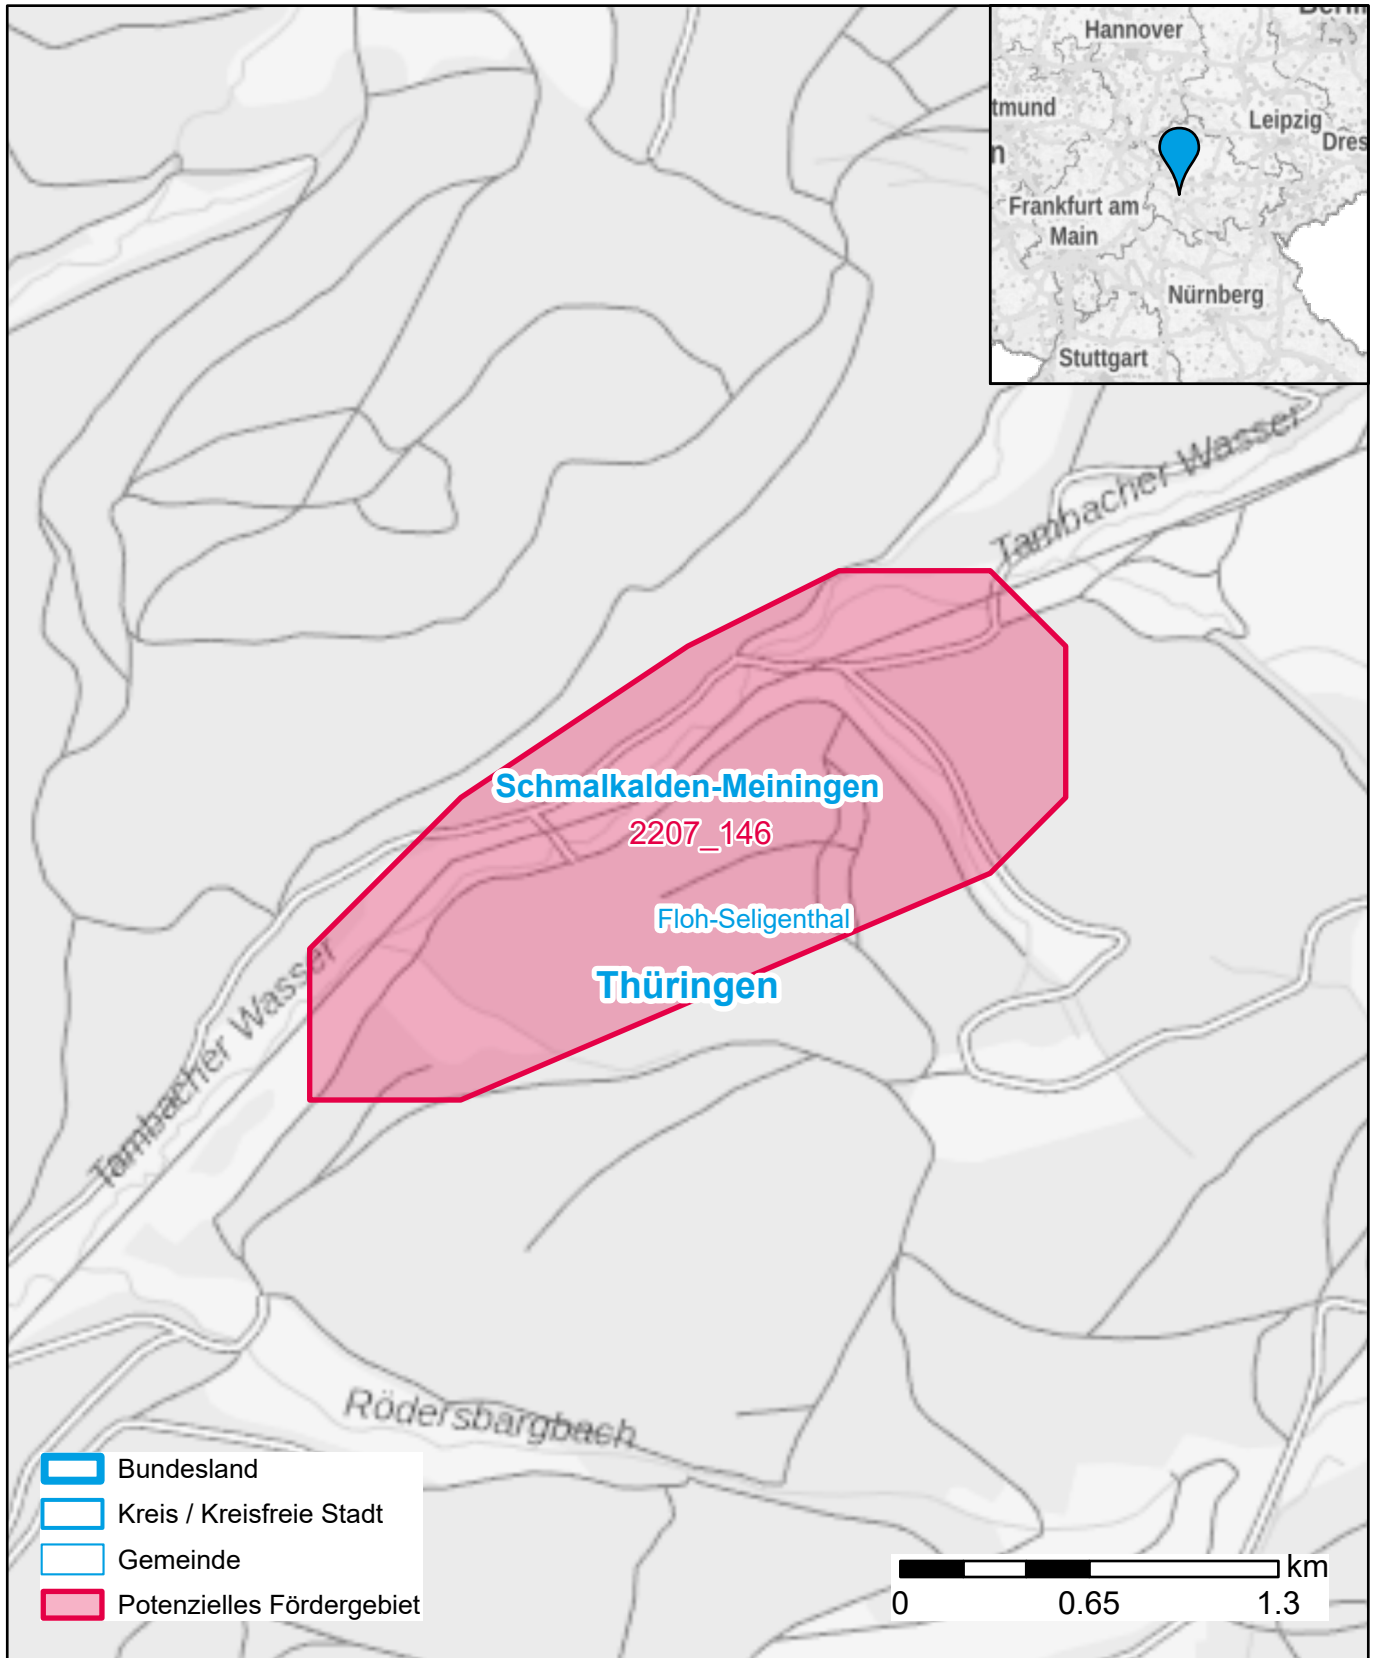 Berlin
Hannover
tmund
Leipzig
Dres
n
Frankfurt am
Main
Nürnberg
Stuttgart
Tambacher Wasser
Schmalkalden-Meiningen
2207_146
Floh-Seligenthal
Thüringen
Tambacher Wasser
Rödersbargbach
Bundesland
Kreis / Kreisfreie Stadt
Gemeinde
Potenzielles Fördergebiet
km
0 0.65 1.3